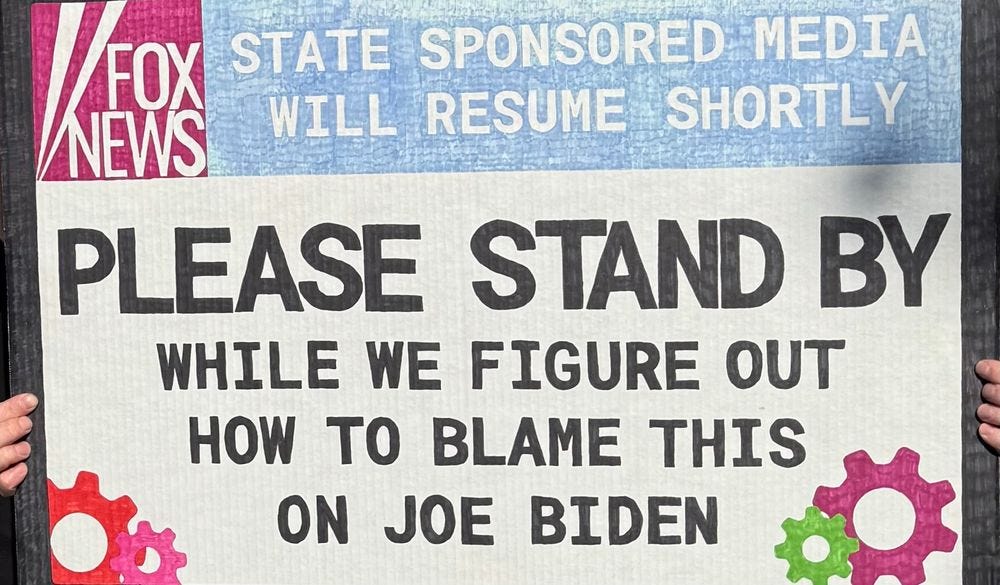 FOX
NEWS
STATE SPONSORED MEDIA
WILL RESUME SHORTLY
PLEASE STAND BY
WHILE WE FIGURE OUT
HOW TO BLAME THIS
ON JOE BIDEN